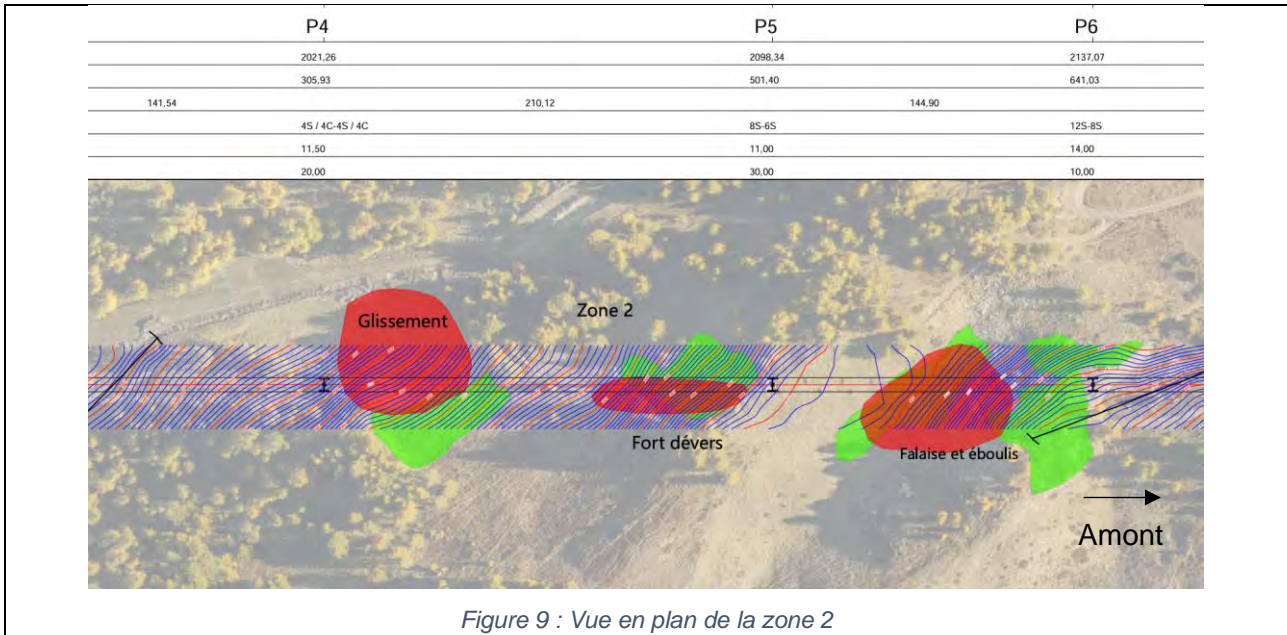 P4 P5 P6
2021,26 2098,34 2137,07
305,93 501,40 641,03
141,54 210,12 144,90
4S / 4C-4S / 4C 8S-6S 12S-8S
11,50 11,00 14,00
20,00 30,00 10,00
Glissement
Zone 2
Fort dévers
Falaise et éboulis
Amont
Figure 9 : Vue en plan de la zone 2